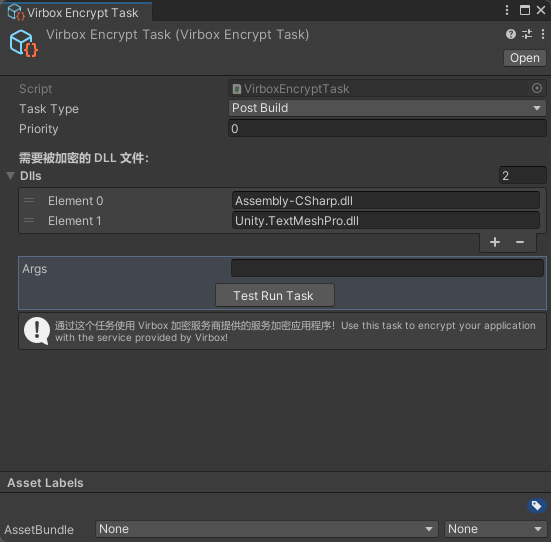 Virbox Encrypt Task
Virbox Encrypt Task (Virbox Encrypt Task)
Open
Script VirboxEncryptTask
Task Type Post Build
Priority 0
需要被加密的 DLL 文件：
Dlls 2
Element 0 Assembly-CSharp.dll
Element 1 Unity.TextMeshPro.dll
Args
Test Run Task
通过这个任务使用 Virbox 加密服务商提供的服务加密应用程序！Use this task to encrypt your application
with the service provided by Virbox!
Asset Labels
AssetBundle None None